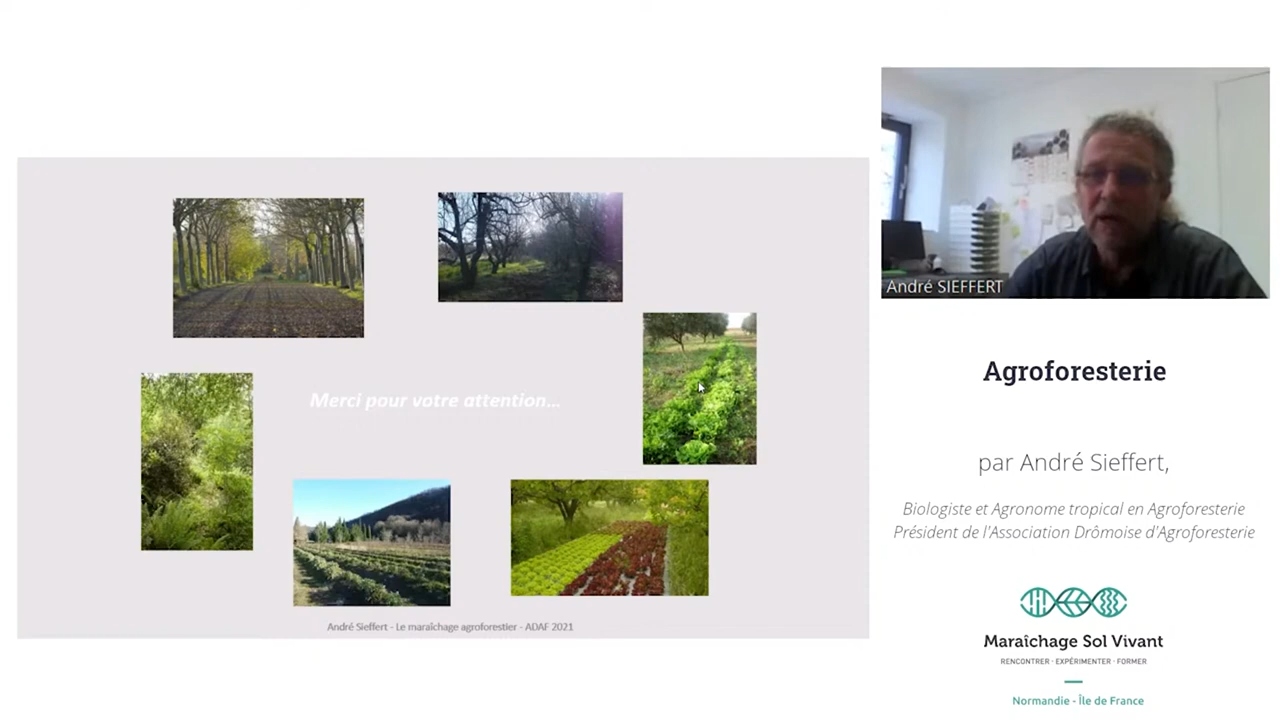 Merci pour votre attention...
André Sieffert - Le maraîchage agroforestier - ADAF 2021
André SIEFFERT
Agroforesterie
par André Sieffert,
Biologiste et Agronome tropical en Agroforesterie
Président de l'Association Drômoise d'Agroforesterie
Maraîchage Sol Vivant
RENCONTRER · EXPÉRIMENTER · FORMER
Normandie - Île de France